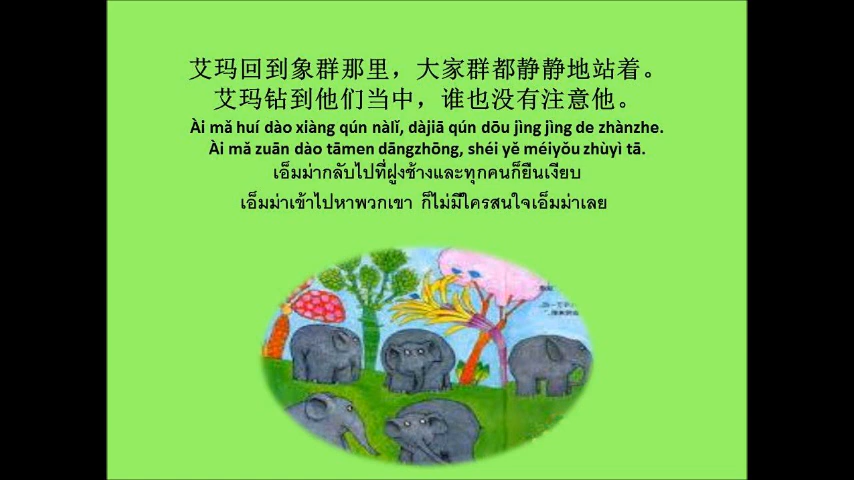 艾玛回到象群那里，大家群都静静地站着。
艾玛钻到他们当中，谁也没有注意他。
Ài mǎ huí dào xiàng qún nàlǐ, dàjiā qún dōu jìng jìng de zhànzhe.
Ài mǎ zuān dào tāmen dāngzhōng, shéi yě méiyǒu zhùyì tā.
เอ็มม่ากลับไปที่ฝูงช้างและทุกคนก็ยืนเงียบ
เอ็มม่าเข้าไปหาพวกเขา ก็ไม่มีใครสนใจเอ็มม่าเลย